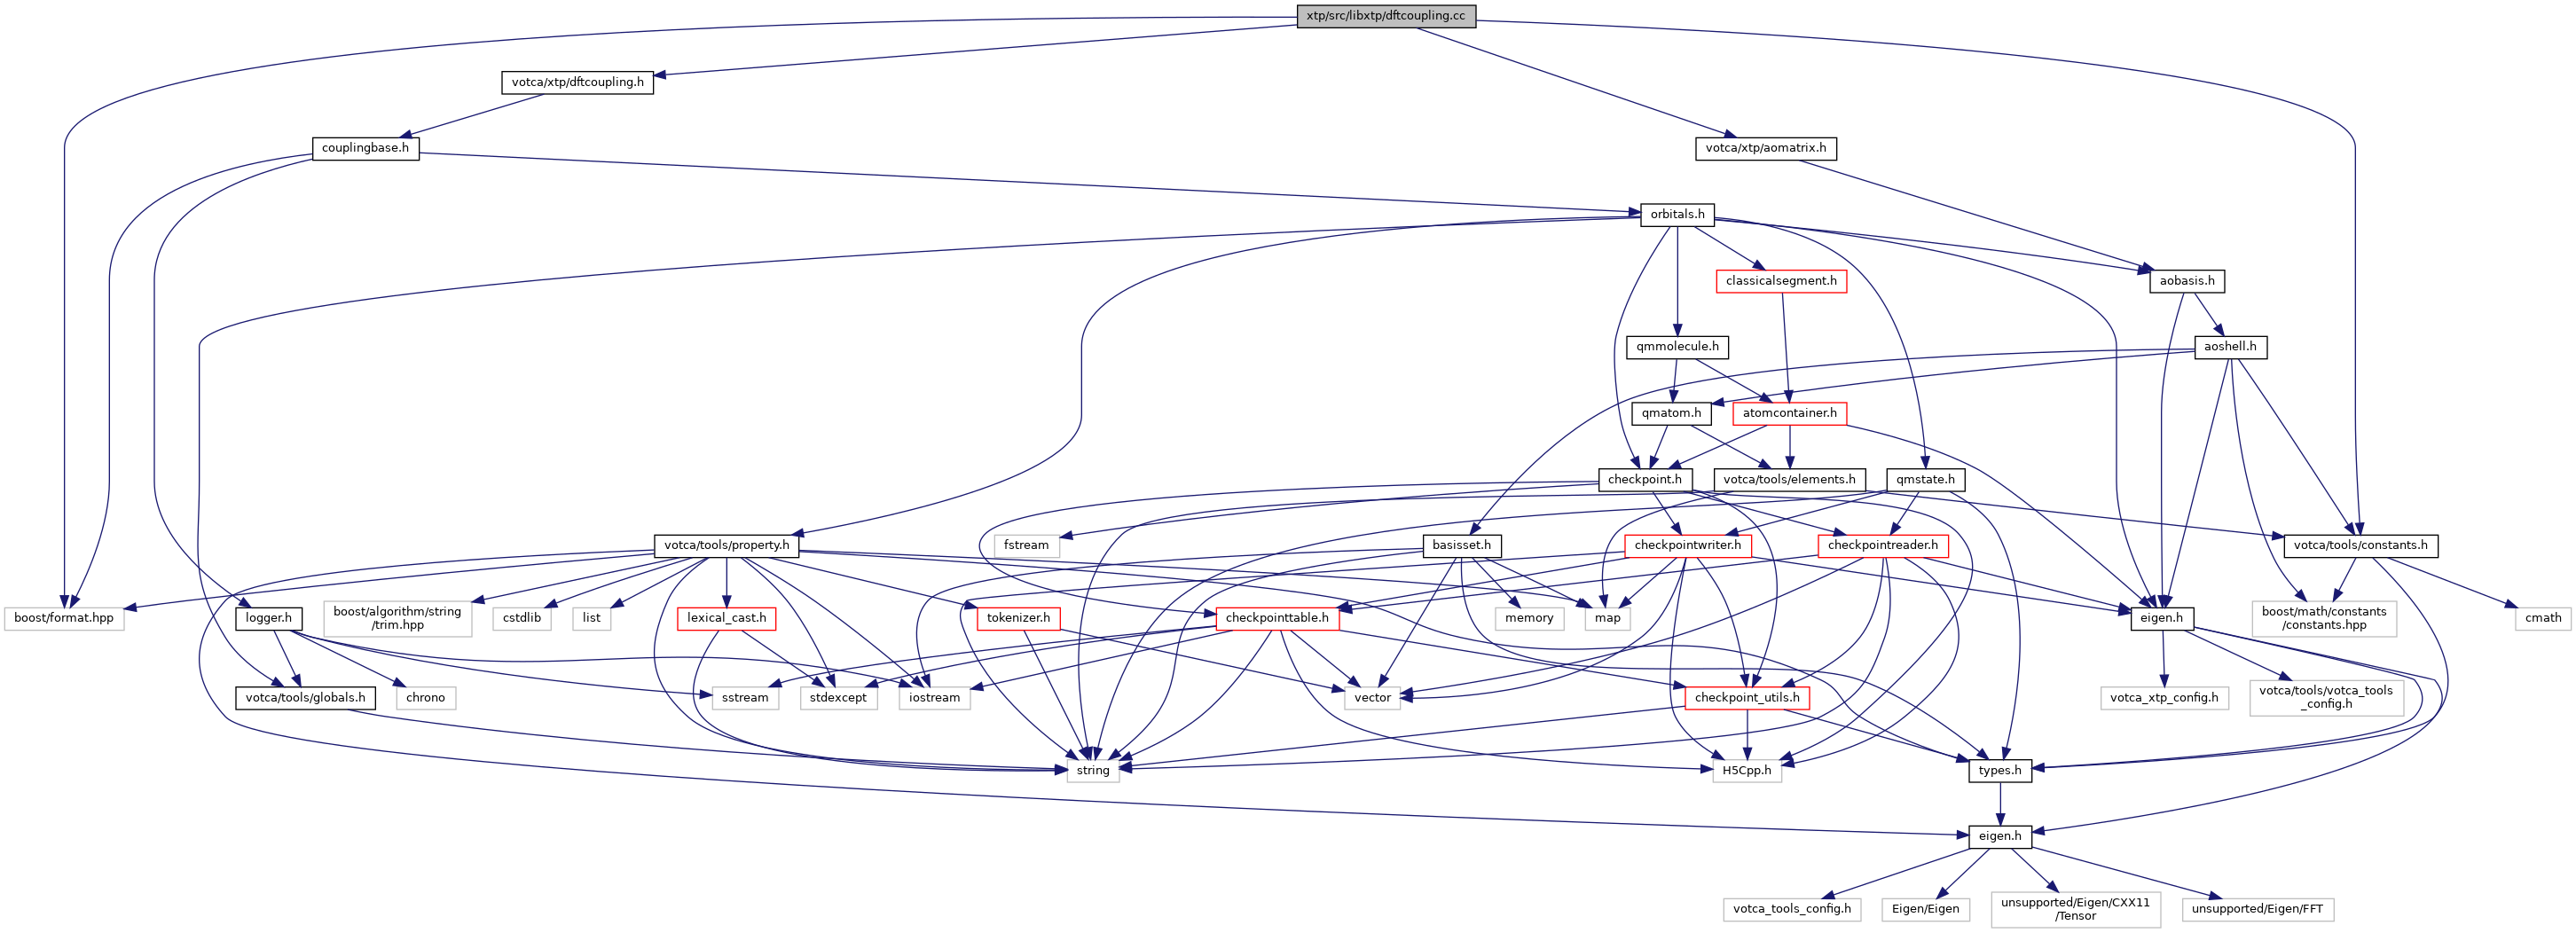 xtp/src/libxtp/dftcoupling.cc
votca/xtp/dftcoupling.h
couplingbase.h
votca/xtp/aomatrix.h
orbitals.h
classicalsegment.h
aobasis.h
qmmolecule.h
aoshell.h
qmatom.h
atomcontainer.h
checkpoint.h
votca/tools/elements.h
qmstate.h
votca/tools/property.h
fstream
basisset.h
checkpointwriter.h
checkpointreader.h
votca/tools/constants.h
boost/format.hpp
logger.h
boost/algorithm/string
/trim.hpp
cstdlib
list
lexical_cast.h
tokenizer.h
checkpointtable.h
memory
map
eigen.h
boost/math/constants
/constants.hpp
cmath
votca/tools/globals.h
chrono
sstream
stdexcept
iostream
vector
checkpoint_utils.h
votca_xtp_config.h
votca/tools/votca_tools
_config.h
string
H5Cpp.h
types.h
eigen.h
votca_tools_config.h
Eigen/Eigen
unsupported/Eigen/CXX11
/Tensor
unsupported/Eigen/FFT